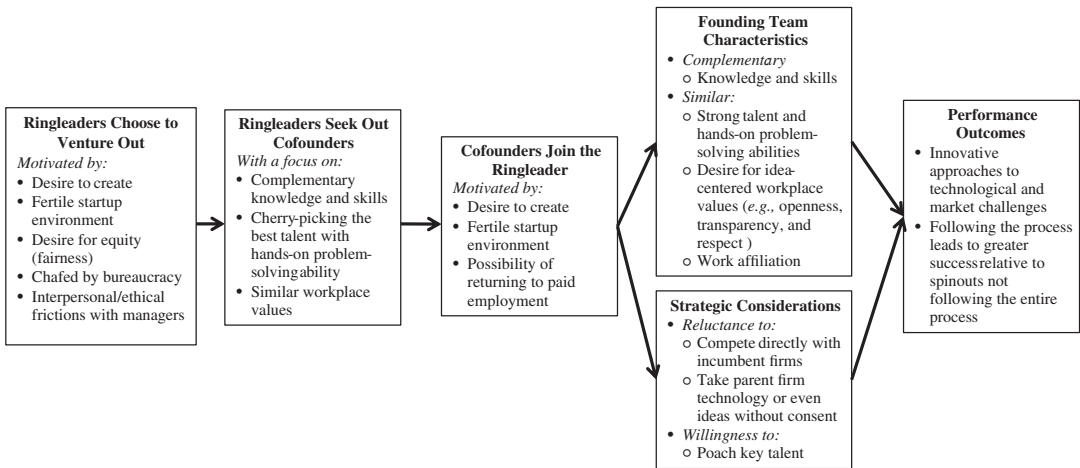 Ringleaders Choose to
Venture Out
Motivated by:
• Desire to create
• Fertile startup
environment
• Desire for equity
(fairness)
• Chafed by bureaucracy
• Interpersonal/ethical
frictions with managers
Ringleaders Seek Out
Cofounders
With a focus on:
• Complementary
knowledge and skills
• Cherry-picking the
best talent with
hands-on problem-
solving ability
• Similar workplace
values
Cofounders Join the
Ringleader
Motivated by:
• Desire to create
• Fertile startup
environment
• Possibility of
returning to paid
employment
Founding Team
Characteristics
• Complementary
o Knowledge and skills
• Similar:
o Strong talent and
hands-on problem-
solving abilities
o Desire for idea-
centered workplace
values (e.g., openness,
transparency, and
respect )
o Work affiliation
Strategic Considerations
• Reluctance to:
o Compete directly with
incumbent firms
o Take parent firm
technology or even
ideas without consent
• Willingness to:
o Poach key talent
Performance
Outcomes
• Innovative
approaches to
technological and
market challenges
• Following the process
leads to greater
success relative to
spinouts not
following the entire
process